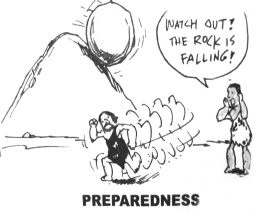 WATCH OUT!
THE ROCK IS
FALLING!
PREPAREDNESS